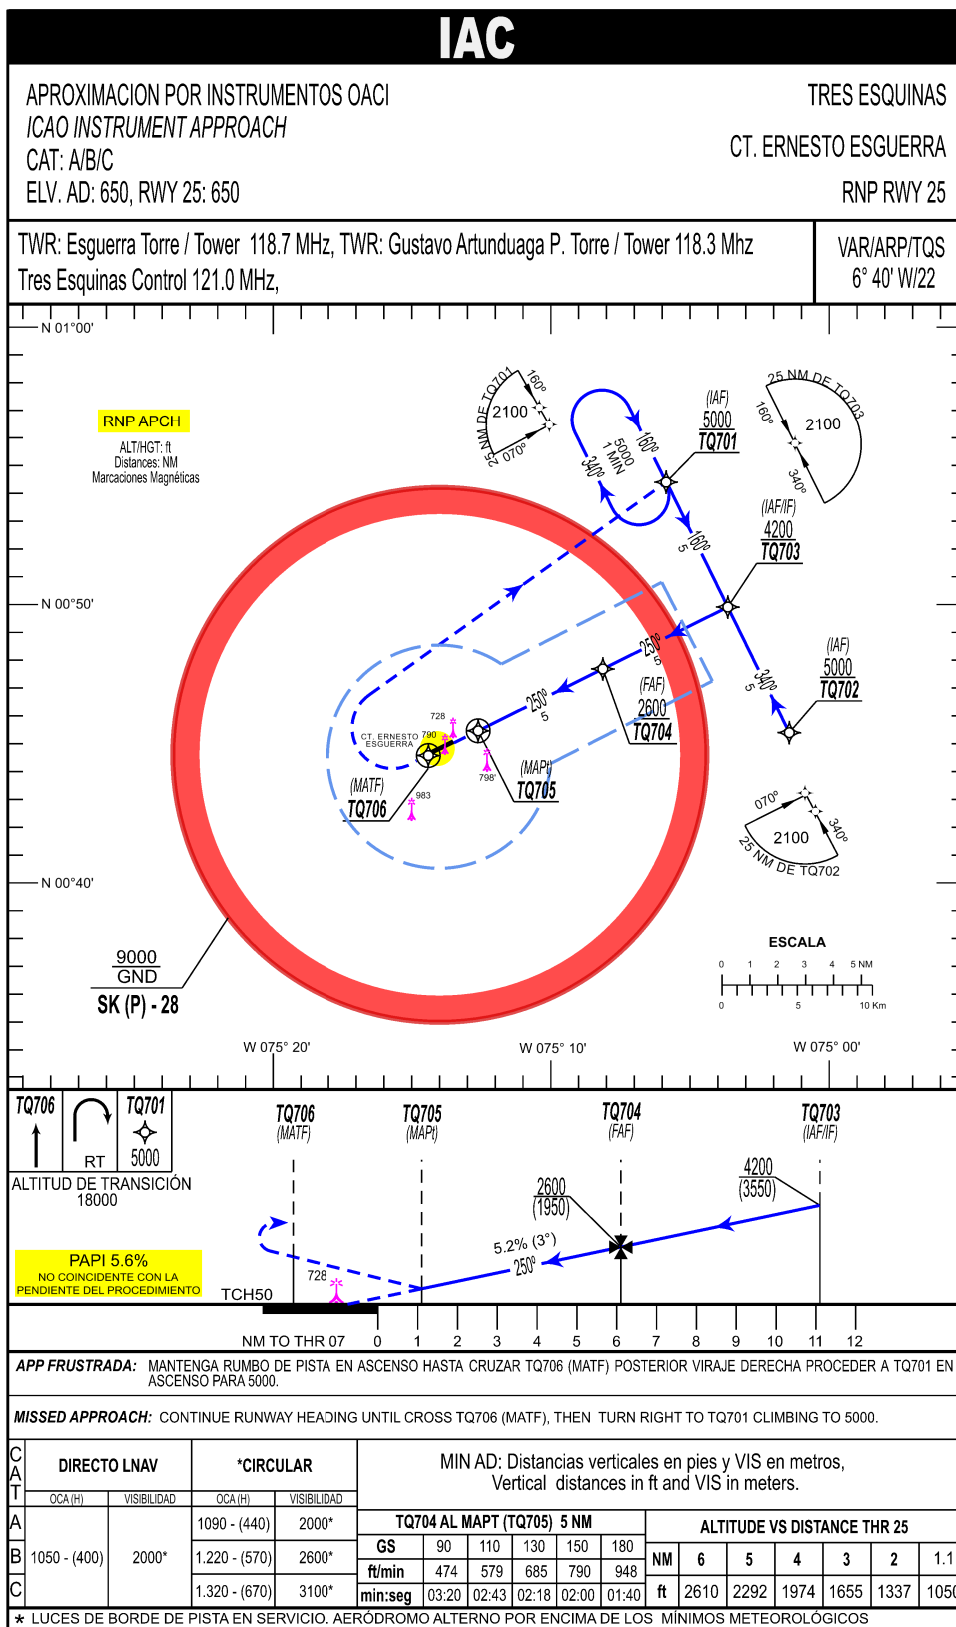 IAC
APROXIMACION POR INSTRUMENTOS OACI
ICAO INSTRUMENT APPROACH
CAT: A/B/C
ELV. AD: 650, RWY 25: 650
TRES ESQUINAS
CT. ERNESTO ESGUERRA
RNP RWY 25
TWR: Esguerra Torre / Tower 118.7 MHz, TWR: Gustavo Artunduaga P. Torre / Tower 118.3 Mhz
Tres Esquinas Control 121.0 MHz,
VAR/ARP/TQS
6° 40' W/22
N 01°00'
RNP APCH
ALT/HGT: ft
Distances: NM
Marcaciones Magnéticas
25 NM DE TQ701
160°
2100
070°
5000
1 MIN
160º
340º
(IAF)
5000
TQ701
25 NM DE TQ703
160°
2100
340°
160º
5
(IAF/IF)
4200
TQ703
N 00°50'
250º
5
(IAF)
5000
TQ702
340º
5
(FAF)
2600
TQ704
250º
5
728
790
CT. ERNESTO
ESGUERRA
798'
(MAPt)
TQ705
(MATF)
TQ706
983
070º
340º
2100
25 NM DE TQ702
N 00°40'
9000
GND
SK (P) - 28
ESCALA
0 1 2 3 4 5 NM
0 5 10 Km
W 075° 20'
W 075° 10'
W 075° 00'
TQ706
RT
TQ701
5000
ALTITUD DE TRANSICIÓN
18000
PAPI 5.6%
NO COINCIDENTE CON LA
PENDIENTE DEL PROCEDIMIENTO
TQ706
(MATF)
TQ705
(MAPt)
TQ704
(FAF)
TQ703
(IAF/IF)
2600
(1950)
4200
(3550)
5.2% (3°)
250º
728
TCH50
NM TO THR 07 0 1 2 3 4 5 6 7 8 9 10 11 12
APP FRUSTRADA: MANTENGA RUMBO DE PISTA EN ASCENSO HASTA CRUZAR TQ706 (MATF) POSTERIOR VIRAJE DERECHA PROCEDER A TQ701 EN
ASCENSO PARA 5000.
MISSED APPROACH: CONTINUE RUNWAY HEADING UNTIL CROSS TQ706 (MATF), THEN TURN RIGHT TO TQ701 CLIMBING TO 5000.
CAT
DIRECTO LNAV
*CIRCULAR
OCA (H) VISIBILIDAD OCA (H) VISIBILIDAD
A 1090 - (440) 2000*
B 1050 - (400) 2000* 1.220 - (570) 2600*
C 1.320 - (670) 3100*
MIN AD: Distancias verticales en pies y VIS en metros,
Vertical distances in ft and VIS in meters.
TQ704 AL MAPT (TQ705) 5 NM
GS 90 110 130 150 180
ft/min 474 579 685 790 948
min:seg 03:20 02:43 02:18 02:00 01:40
ALTITUDE VS DISTANCE THR 25
NM 6 5 4 3 2 1.1
ft 2610 2292 1974 1655 1337 1050
* LUCES DE BORDE DE PISTA EN SERVICIO. AERÓDROMO ALTERNO POR ENCIMA DE LOS MÍNIMOS METEOROLÓGICOS